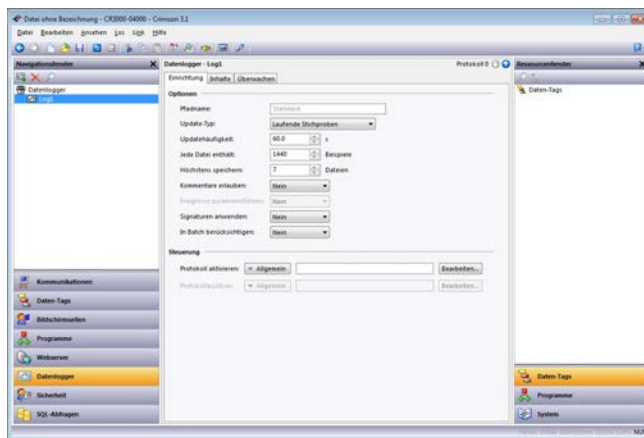 Datei ohne Bezeichnung - CR3000-04000 - Crimson 3.1
Datei Bearbeiten Ansehen Los Link Hilfe
Navigationsfenster
Datenlogger - Log1
Protokoll 0
Ressourcenfenster
Datenlogger
Log1
Einrichtung Inhalte Überwachen
Daten-Tags
Optionen
Pfadname: Standard
Update-Typ: Laufende Stichproben
Updatehäufigkeit: 60.0 s
Jede Datei enthält: 1440 Beispiele
Höchstens speichern: 7 Dateien
Kommentare erlauben: Nein
Ereignisse zusammenführen: Nein
Signaturen anwenden: Nein
In Batch berücksichtigen: Nein
Steuerung
Protokoll aktivieren: Allgemein Bearbeiten...
Protokollauslöser: Allgemein Bearbeiten...
Kommunikationen
Daten-Tags
Bildschirmseiten
Programme
Webserver
Datenlogger
Sicherheit
SQL-Abfragen
Daten-Tags
Programme
System